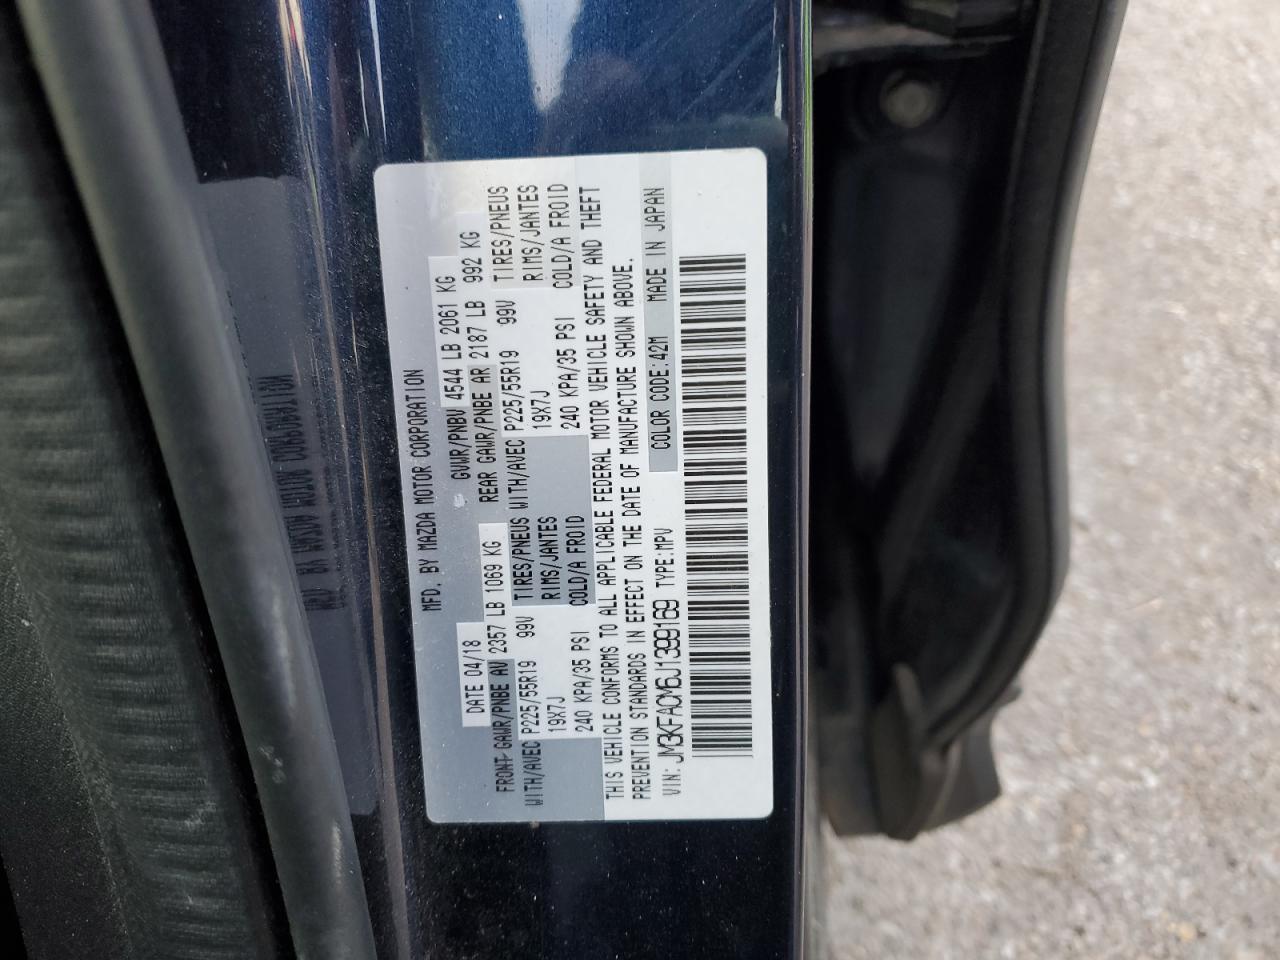 MFD. BY MAZDA MOTOR CORPORATION
DATE 04/18 GVWR/PNBV 4544 LB 2061 KG
FRONT GAWR/PNBE AV 2357 LB 1069 KG REAR GAWR/PNBE AR 2187 LB 992 KG
WITH/AVEC P225/55R19 99V TIRES/PNEUS WITH/AVEC P225/55R19 99V TIRES/PNEUS
19X7J RIMS/JANTES 19X7J RIMS/JANTES
240 KPA/35 PSI COLD/A FROID 240 KPA/35 PSI COLD/A FROID
THIS VEHICLE CONFORMS TO ALL APPLICABLE FEDERAL MOTOR VEHICLE SAFETY AND THEFT
PREVENTION STANDARDS IN EFFECT ON THE DATE OF MANUFACTURE SHOWN ABOVE.
VIN: JM3KFACM6J1399169 TYPE:MPV COLOR CODE:42M MADE IN JAPAN